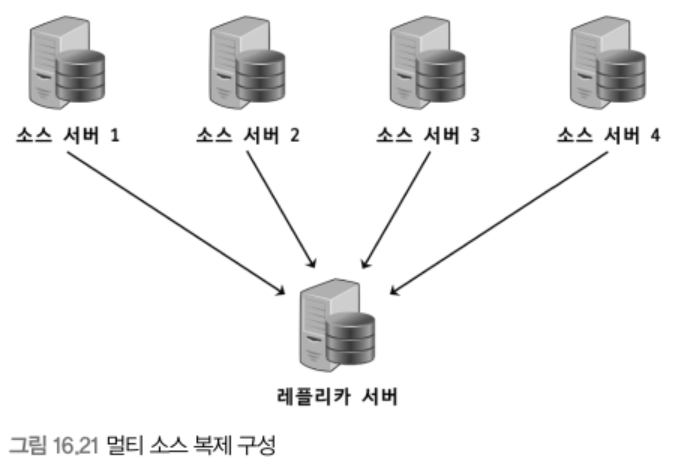 소스 서버 1 소스 서버 2 소스 서버 3 소스 서버 4
레플리카 서버
그림 16.21 멀티 소스 복제 구성